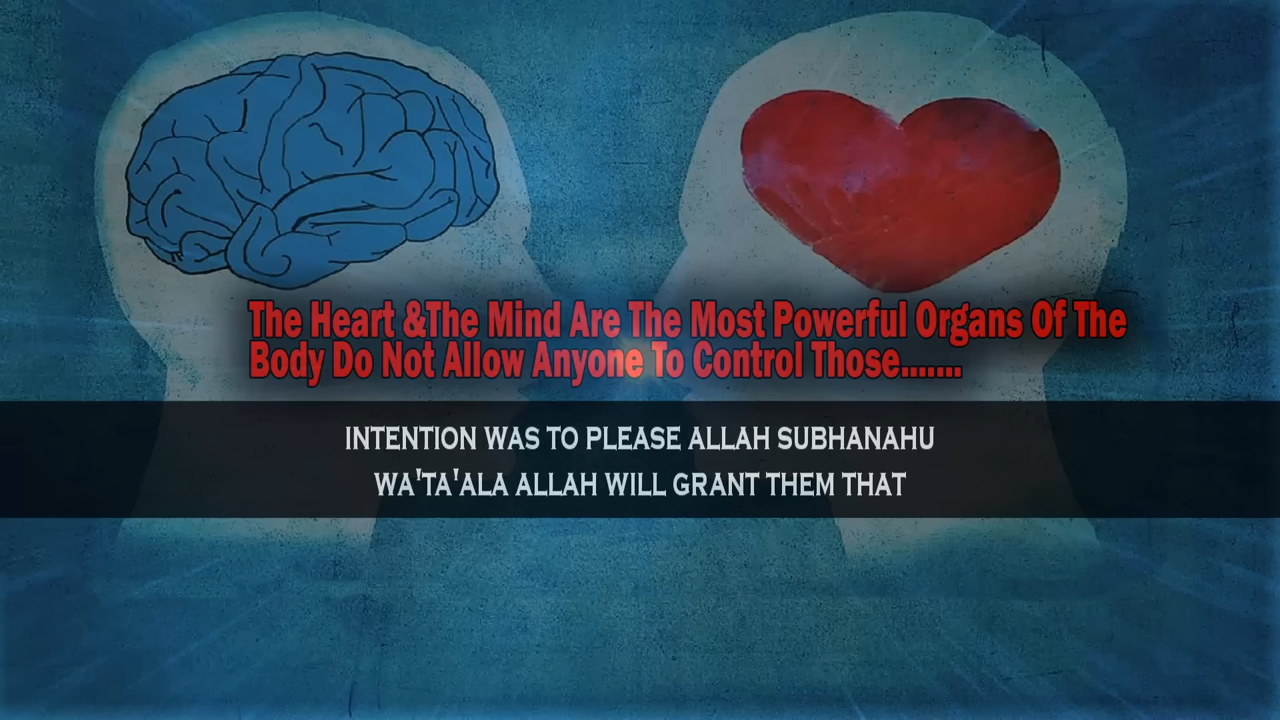 The Heart &The Mind Are The Most Powerful Organs Of The
Body Do Not Allow Anyone To Control Those.......
INTENTION WAS TO PLEASE ALLAH SUBHANAHU
WA'TA'ALA ALLAH WILL GRANT THEM THAT